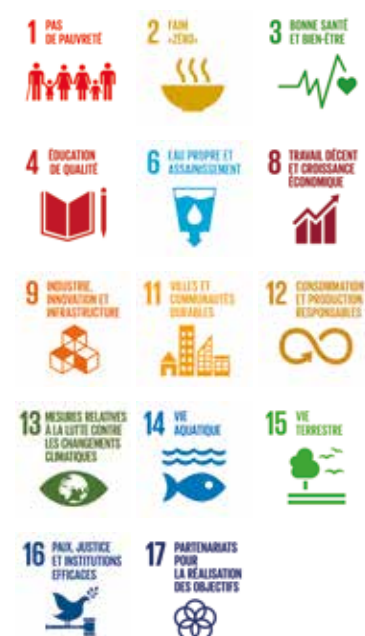 1 PAS
DE PAUVRETÉ
2 FAIM
«ZÉRO»
3 BONNE SANTÉ
ET BIEN-ÊTRE
4 ÉDUCATION
DE QUALITÉ
6 EAU PROPRE ET
ASSAINISSEMENT
8 TRAVAIL DÉCENT
ET CROISSANCE
ÉCONOMIQUE
9 INDUSTRIE,
INNOVATION ET
INFRASTRUCTURE
11 VILLES ET
COMMUNAUTÉS
DURABLES
12 CONSOMMATION
ET PRODUCTION
RESPONSABLES
13 MESURES RELATIVES
À LA LUTTE CONTRE
LES CHANGEMENTS
CLIMATIQUES
14 VIE
AQUATIQUE
15 VIE
TERRESTRE
16 PAIX, JUSTICE
ET INSTITUTIONS
EFFICACES
17 PARTENARIATS
POUR
LA RÉALISATION
DES OBJECTIFS